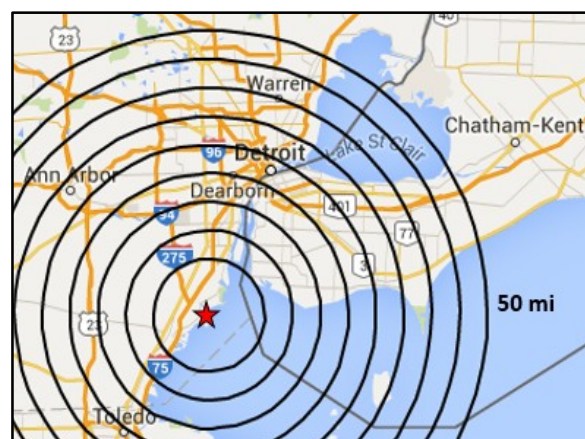 40
23
Warren
Chatham-Kent
Lake St Clair
96
Detroit
Ann Arbor
Dearborn
401
94
77
275
3
50 mi
23
75
Toledo